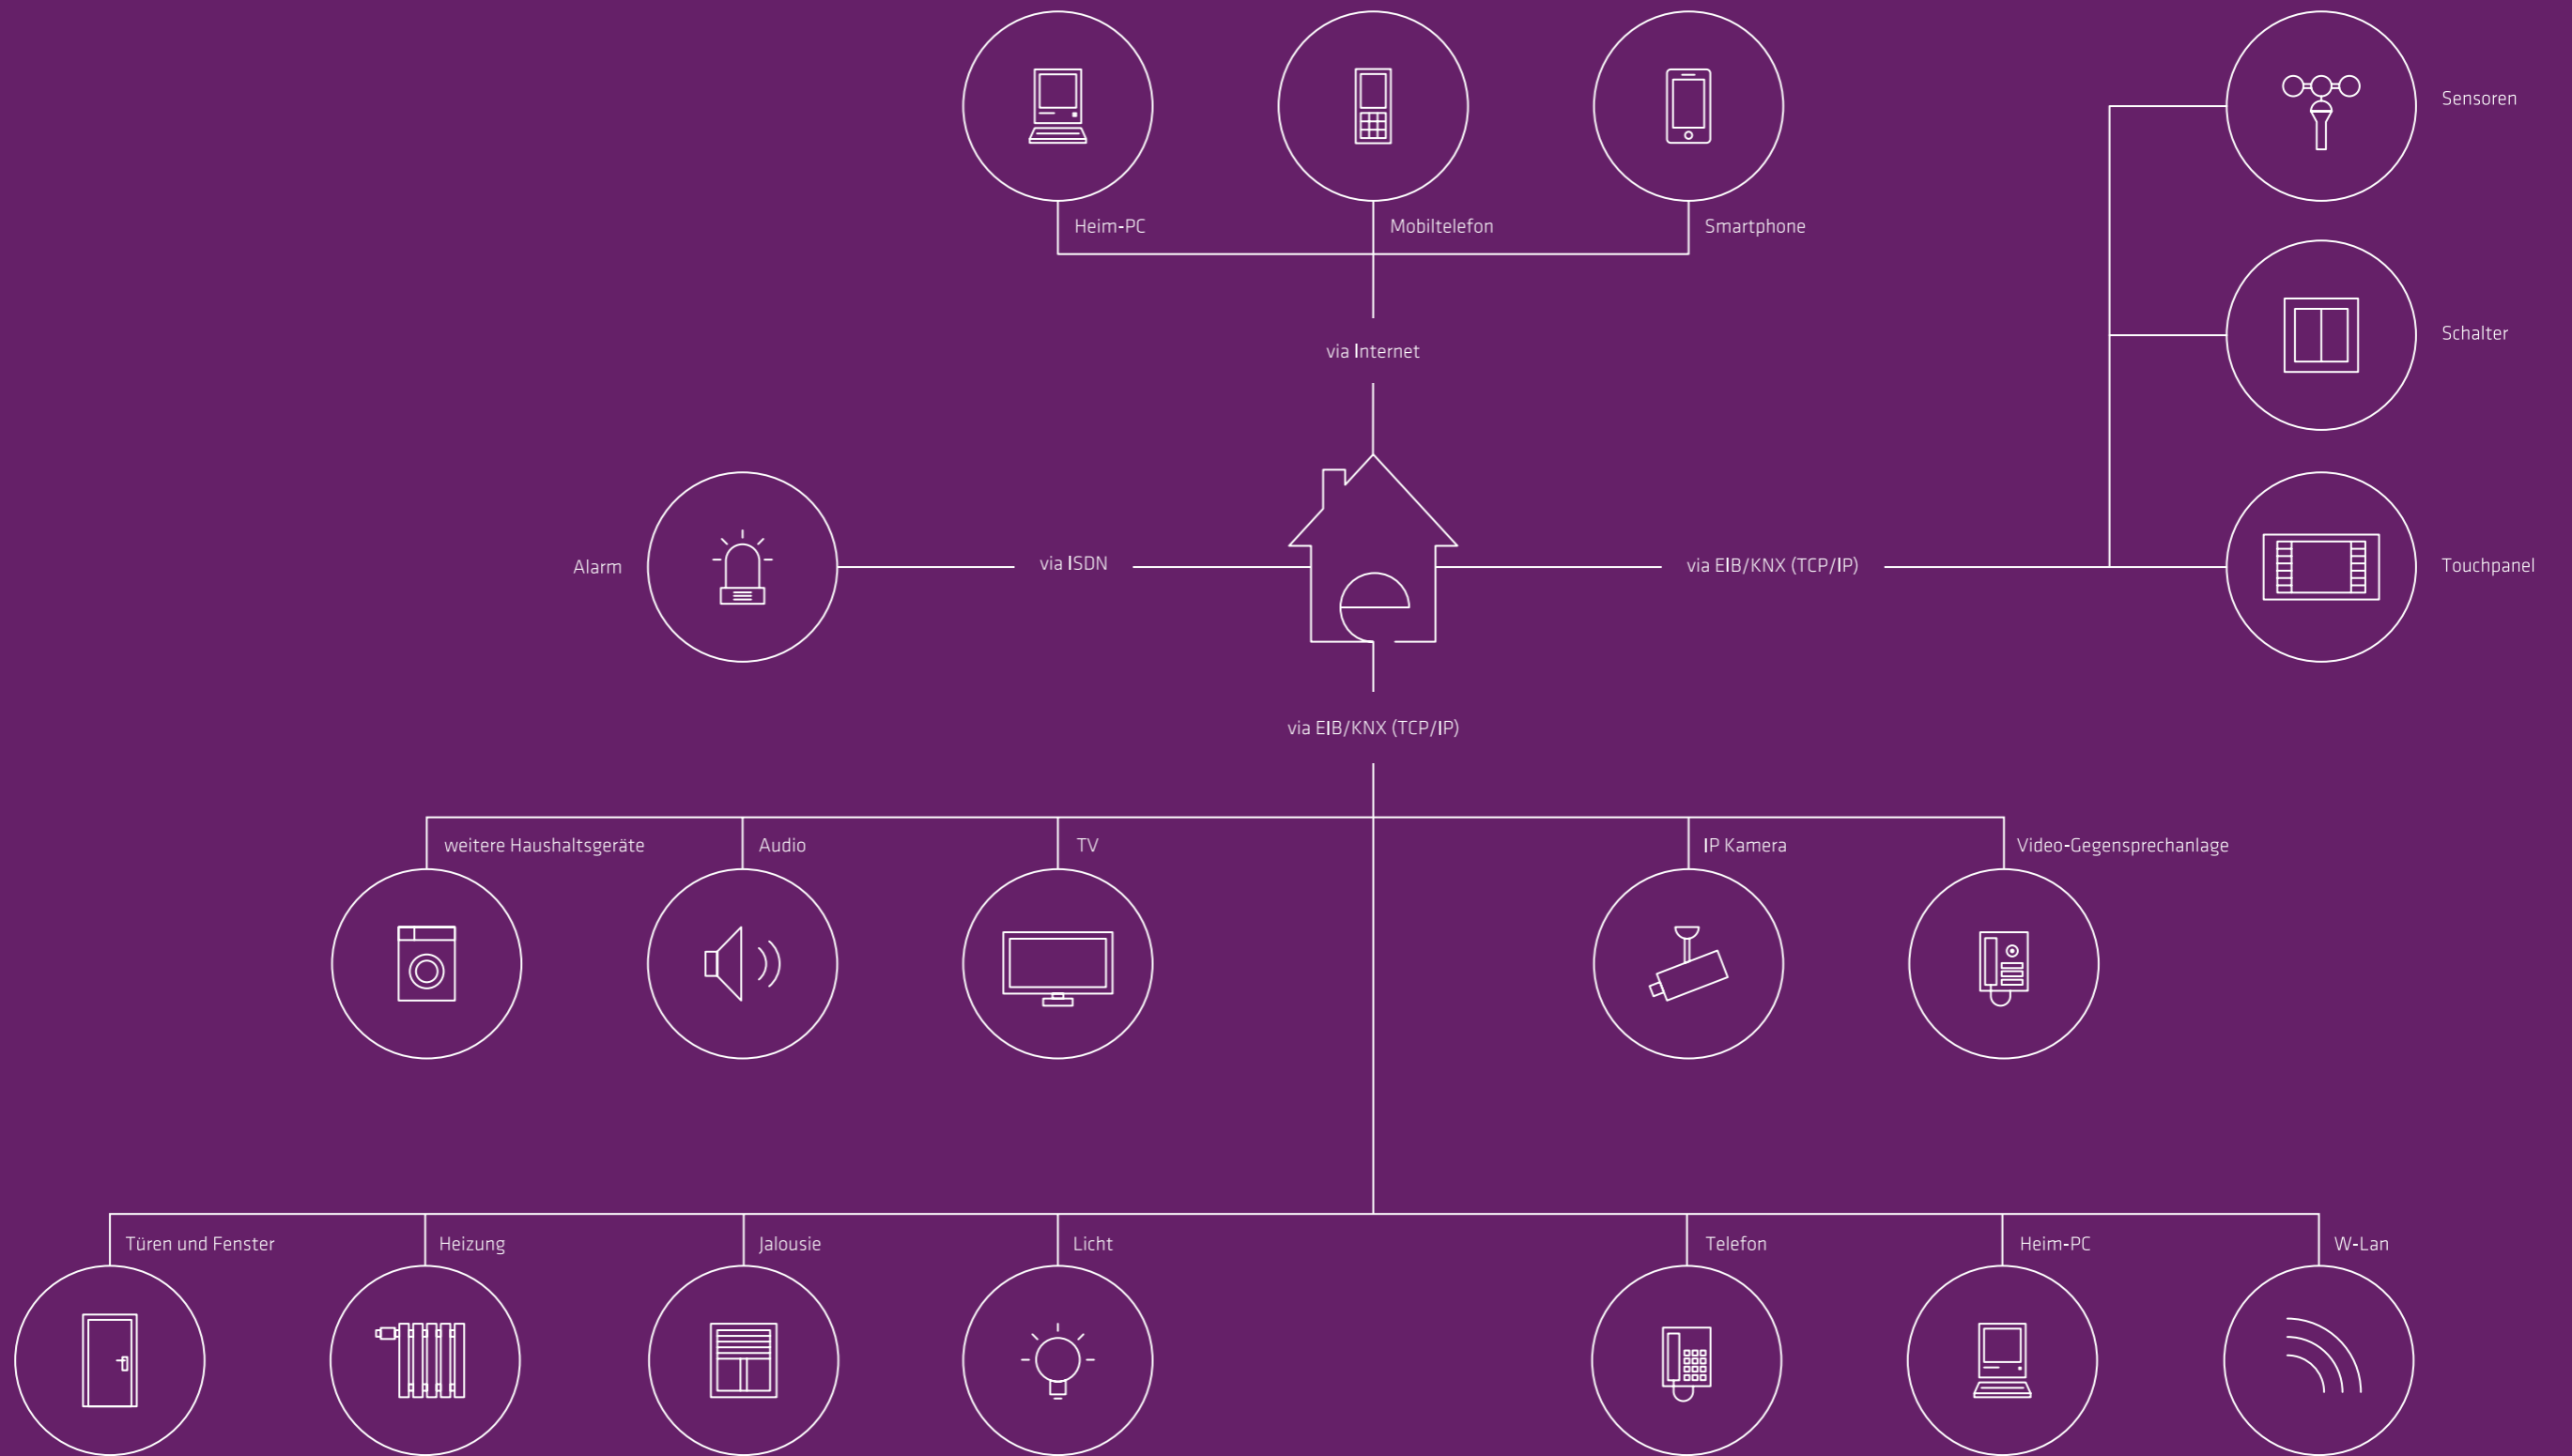 Sensoren
Heim-PC
Mobiltelefon
Smartphone
Schalter
via Internet
Alarm
via ISDN
via EIB/KNX (TCP/IP)
Touchpanel
via EIB/KNX (TCP/IP)
weitere Haushaltsgeräte
Audio
TV
IP Kamera
Video-Gegensprechanlage
Türen und Fenster
Heizung
Jalousie
Licht
Telefon
Heim-PC
W-Lan